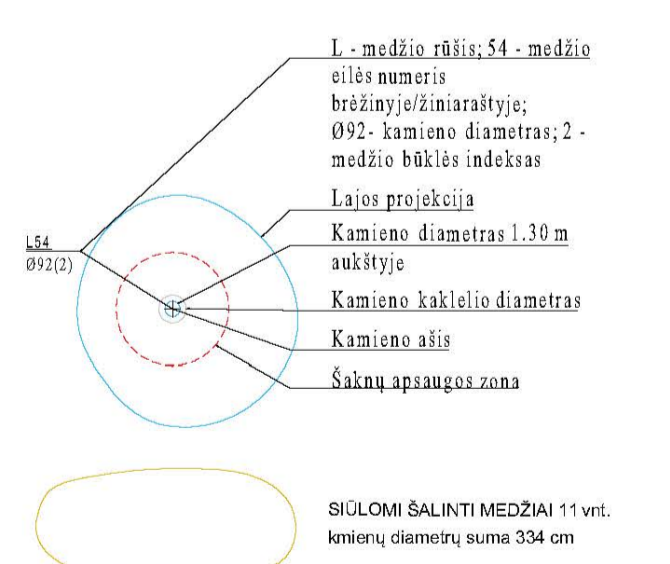 L - medžio rūšis; 54 - medžio
eilės numeris
brėžinyje/žiniaraštyje;
Ø92- kamieno diametras; 2 -
medžio būklės indeksas
Lajos projekcija
Kamieno diametras 1.30 m
aukštyje
Kamieno kaklelio diametras
Kamieno ašis
Šaknų apsaugos zona
L54
Ø92(2)
SIŪLOMI ŠALINTI MEDŽIAI 11 vnt.
kmienų diametrų suma 334 cm